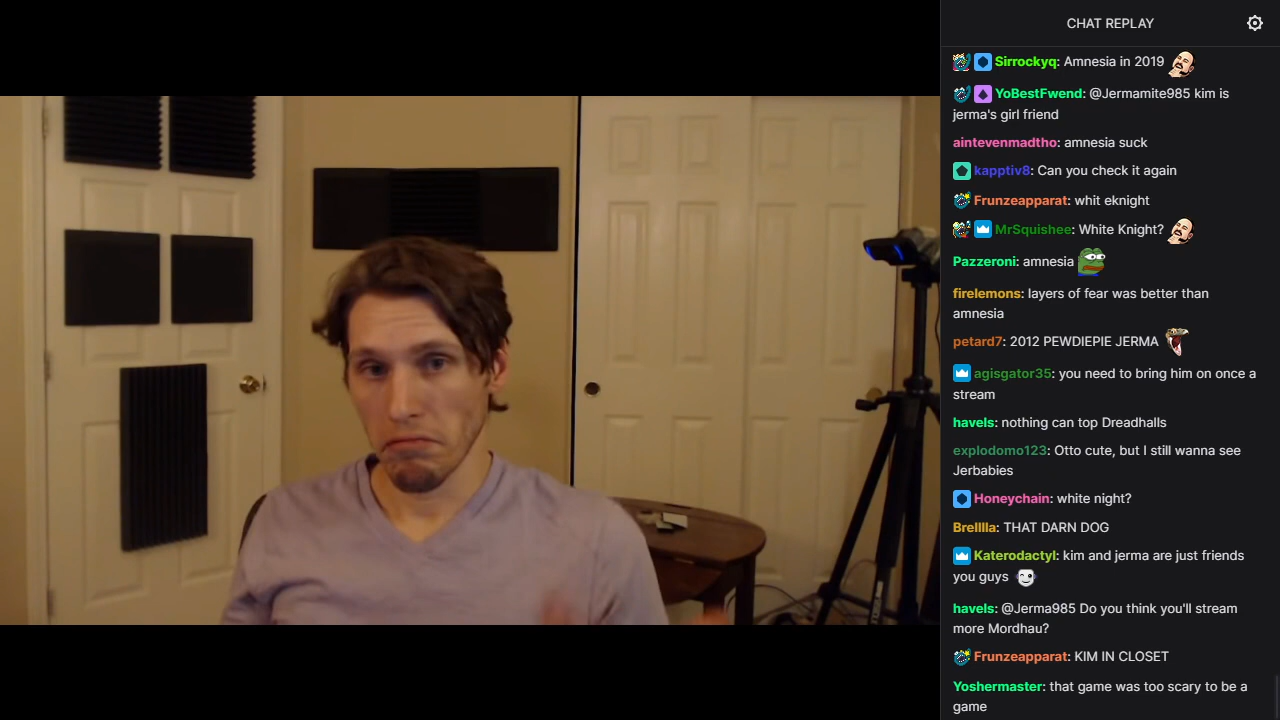 CHAT REPLAY
Sirrockyq: Amnesia in 2019
YoBestFwend: @Jermamite985 kim is
jerma's girl friend
aintevenmadtho: amnesia suck
kapptiv8: Can you check it again
Frunzeapparat: whit eknight
MrSquishee: White Knight?
Pazzeroni: amnesia
firelemons: layers of fear was better than
amnesia
petard7: 2012 PEWDIEPIE JERMA
agisgator35: you need to bring him on once a
stream
havels: nothing can top Dreadhalls
explodomo123: Otto cute, but I still wanna see
Jerbabies
Honeychain: white night?
Brelllla: THAT DARN DOG
Katerodactyl: kim and jerma are just friends
you guys
havels: @Jerma985 Do you think you'll stream
more Mordhau?
Frunzeapparat: KIM IN CLOSET
Yoshermaster: that game was too scary to be a
game